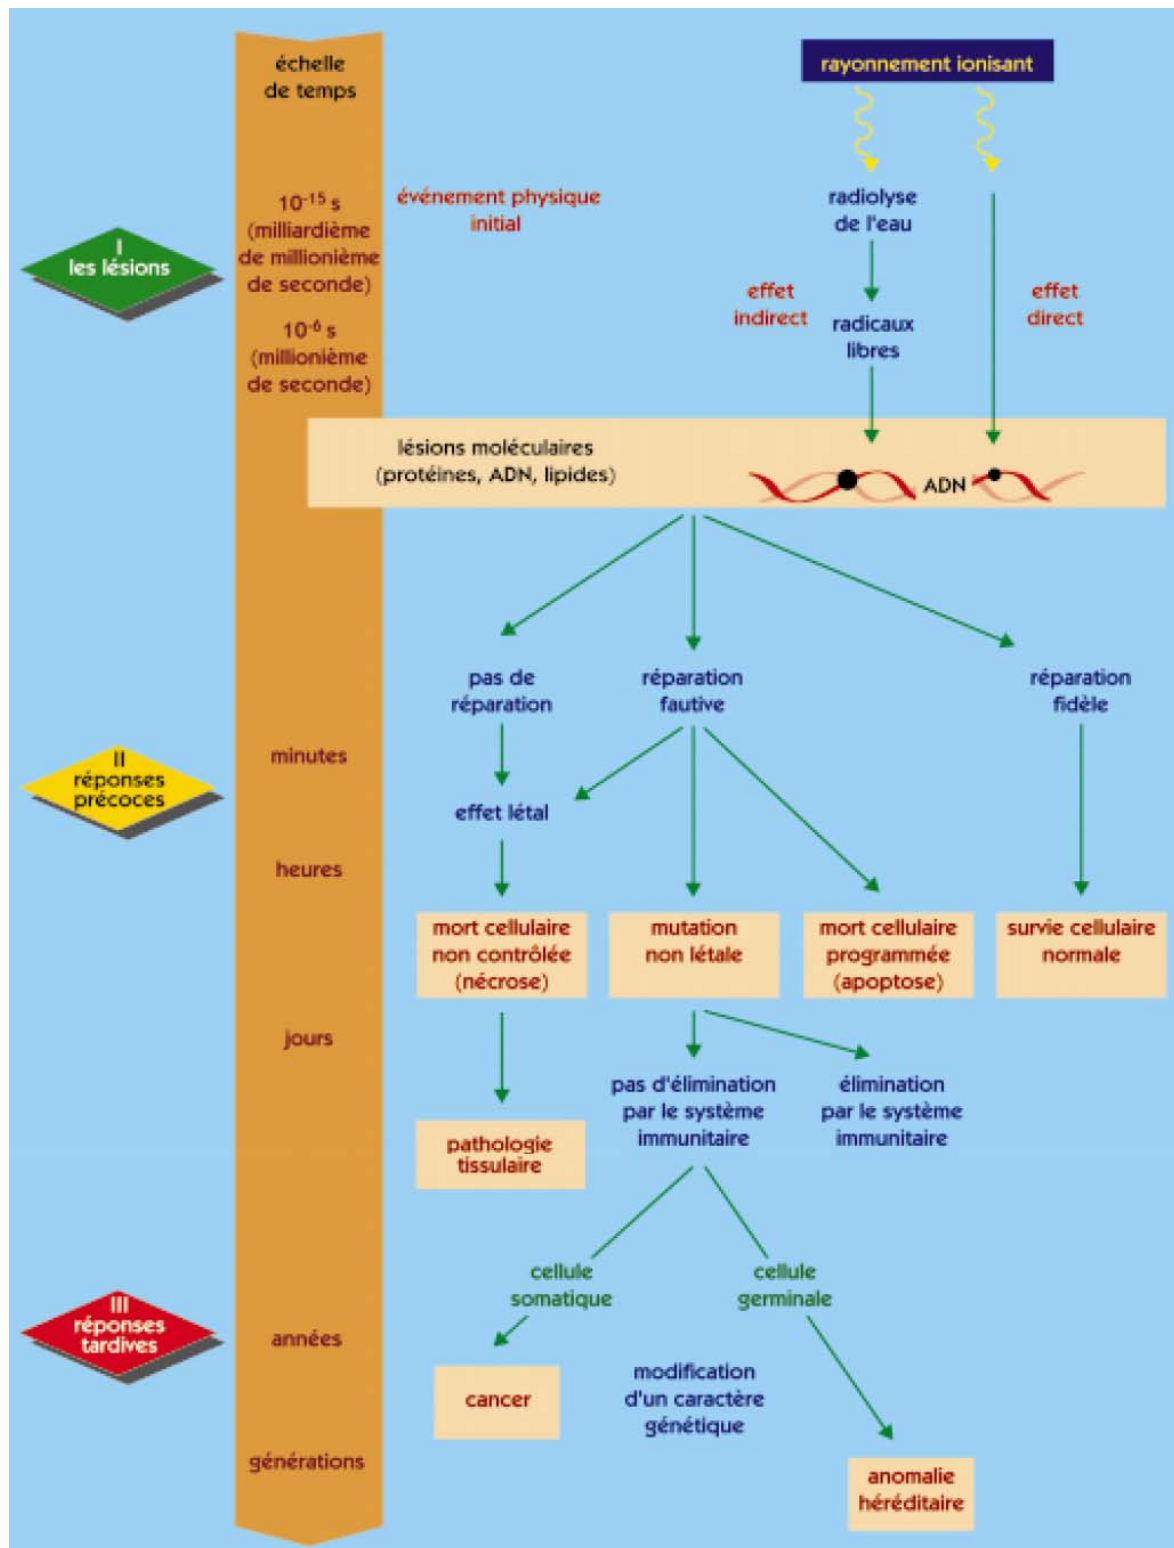 échelle
de temps
rayonnement ionisant
10-15 s
(milliardième
de millionième
de seconde)
événement physique
initial
radiolyse
de l'eau
I
les lésions
effet
indirect
effet
direct
10-6 s
(millionième
de seconde)
radicaux
libres
lésions moléculaires
(protéines, ADN, lipides)
ADN
pas de
réparation
réparation
fautive
réparation
fidèle
II
réponses
précoces
minutes
effet létal
heures
mort cellulaire
non contrôlée
(nécrose)
mutation
non létale
mort cellulaire
programmée
(apoptose)
survie cellulaire
normale
jours
pas d'élimination
par le système
immunitaire
élimination
par le système
immunitaire
pathologie
tissulaire
cellule
somatique
cellule
germinale
III
réponses
tardives
années
cancer
modification
d'un caractère
génétique
générations
anomalie
héréditaire